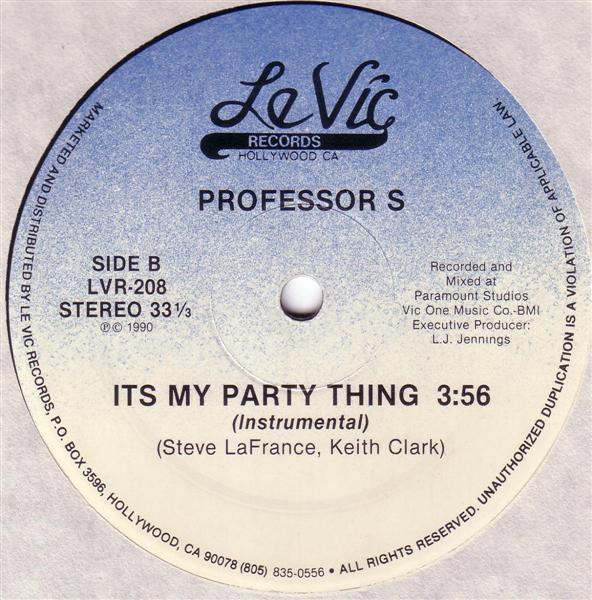 Le Vic
RECORDS
HOLLYWOOD CA
PROFESSOR S
SIDE B
LVR-208
STEREO 33 ⅓
℗© 1990
Recorded and
Mixed at
Paramount Studios
Vic One Music Co.-BMI
Executive Producer:
L.J. Jennings
ITS MY PARTY THING 3:56
(Instrumental)
(Steve LaFrance, Keith Clark)
MARKETED AND DISTRIBUTED BY LE VIC RECORDS, P.O. BOX 3596, HOLLYWOOD, CA 90078 (805) 835-0556 • ALL RIGHTS RESERVED. UNAUTHORIZED DUPLICATION IS A VIOLATION OF APPLICABLE LAW.